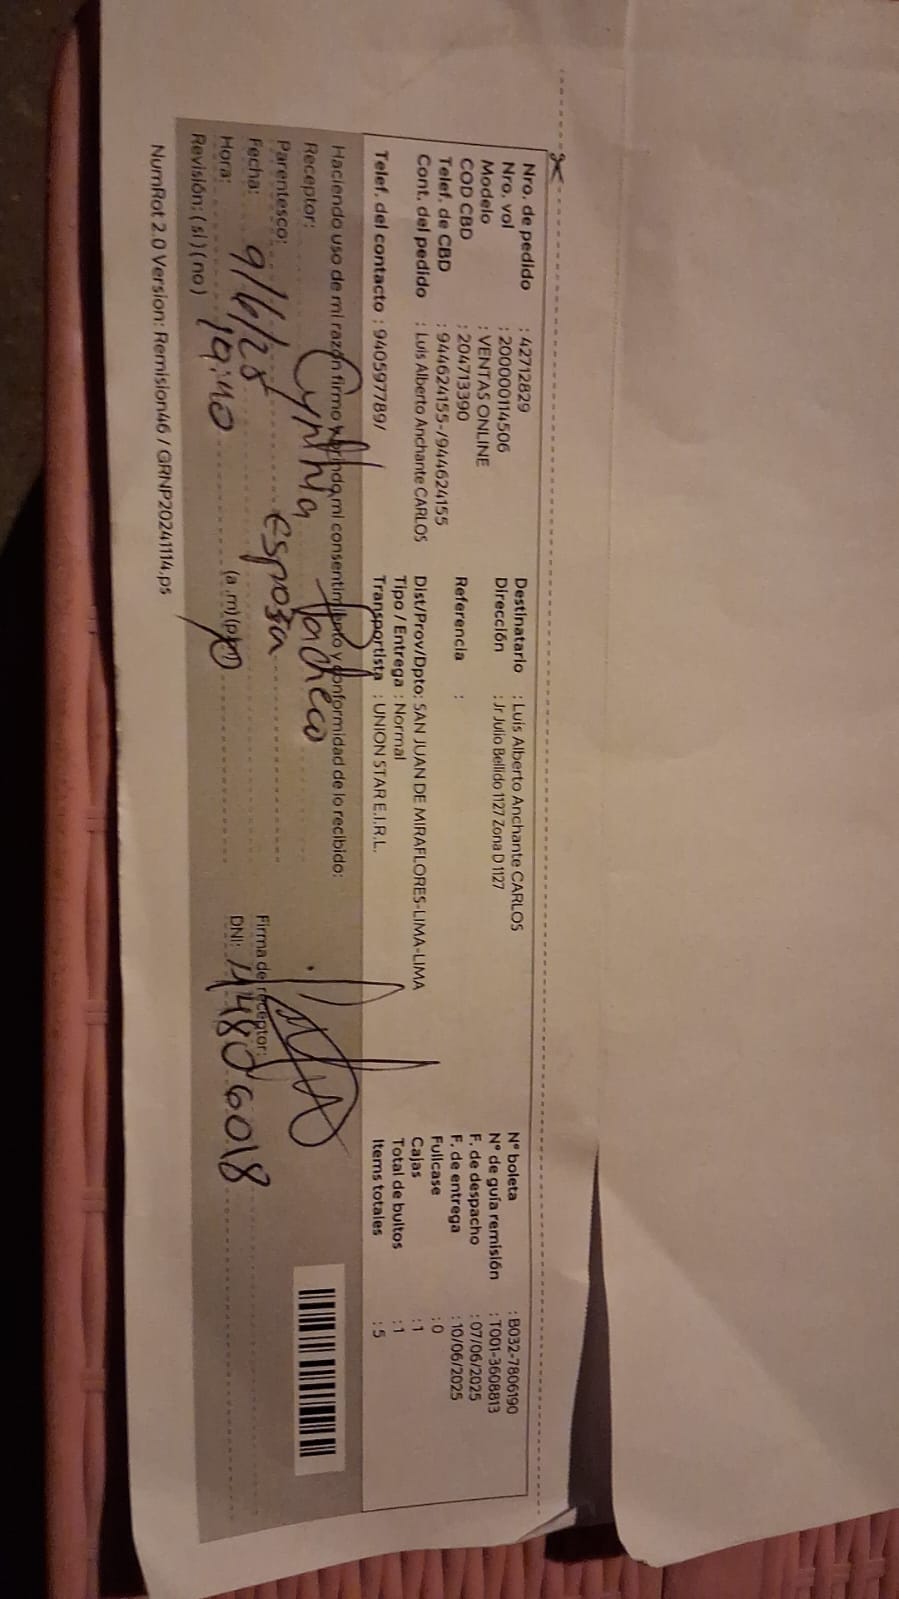 Nro. de pedido : 42712829
Nro. vol : 200000114506
Modelo : VENTAS ONLINE
COD CBD : 204713390
Telef. de CBD : 944624155-/944624155
Cont. del pedido : Luis Alberto Anchante CARLOS
Telef. del contacto : 940597789/
Destinatario : Luis Alberto Anchante CARLOS
Dirección : Jr Julio Bellido 1127 Zona D 1127
Referencia :
Dist/Prov/Dpto: SAN JUAN DE MIRAFLORES-LIMA-LIMA
Tipo / Entrega : Normal
Transportista : UNION STAR E.I.R.L.
N° boleta : B032-7806190
N° de guía remisión : T001-3608813
F. de despacho : 07/06/2025
F. de entrega : 10/06/2025
Fullcase : 0
Cajas : 1
Total de bultos : 1
Items totales : 5
Haciendo uso de mi razón firmo y brindo mi consentimiento y conformidad de lo recibido:
Receptor: Cynthia Pacheco
Parentesco: esposa
Fecha: 9/6/25
Hora: 19:40 (a .m) (pm)
Revisión: (si) (no)
Firma de receptor:
DNI: 44806018
NumRot 2.0 Version: Remision46 / GRNP20241114.ps